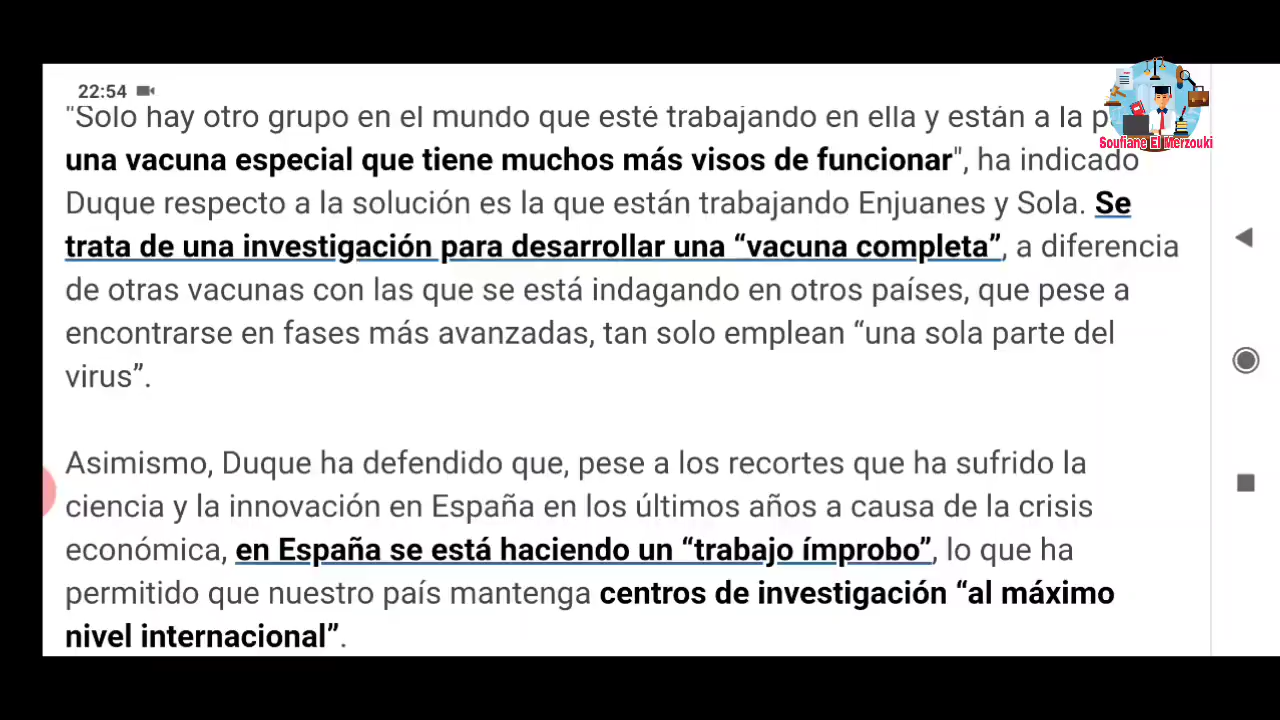 22:54
"Solo hay otro grupo en el mundo que esté trabajando en ella y están a la
Soufiane El Merzouki
una vacuna especial que tiene muchos más visos de funcionar", ha indicado
Duque respecto a la solución es la que están trabajando Enjuanes y Sola. Se
trata de una investigación para desarrollar una “vacuna completa”, a diferencia
de otras vacunas con las que se está indagando en otros países, que pese a
encontrarse en fases más avanzadas, tan solo emplean “una sola parte del
virus”.
Asimismo, Duque ha defendido que, pese a los recortes que ha sufrido la
ciencia y la innovación en España en los últimos años a causa de la crisis
económica, en España se está haciendo un “trabajo ímprobo”, lo que ha
permitido que nuestro país mantenga centros de investigación “al máximo
nivel internacional”.